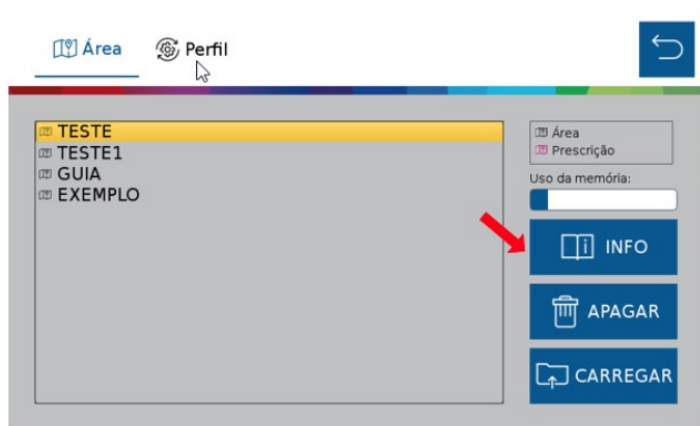 Área
Perfil
TESTE
TESTE1
GUIA
EXEMPLO
Área
Prescrição
Uso da memória:
INFO
APAGAR
CARREGAR